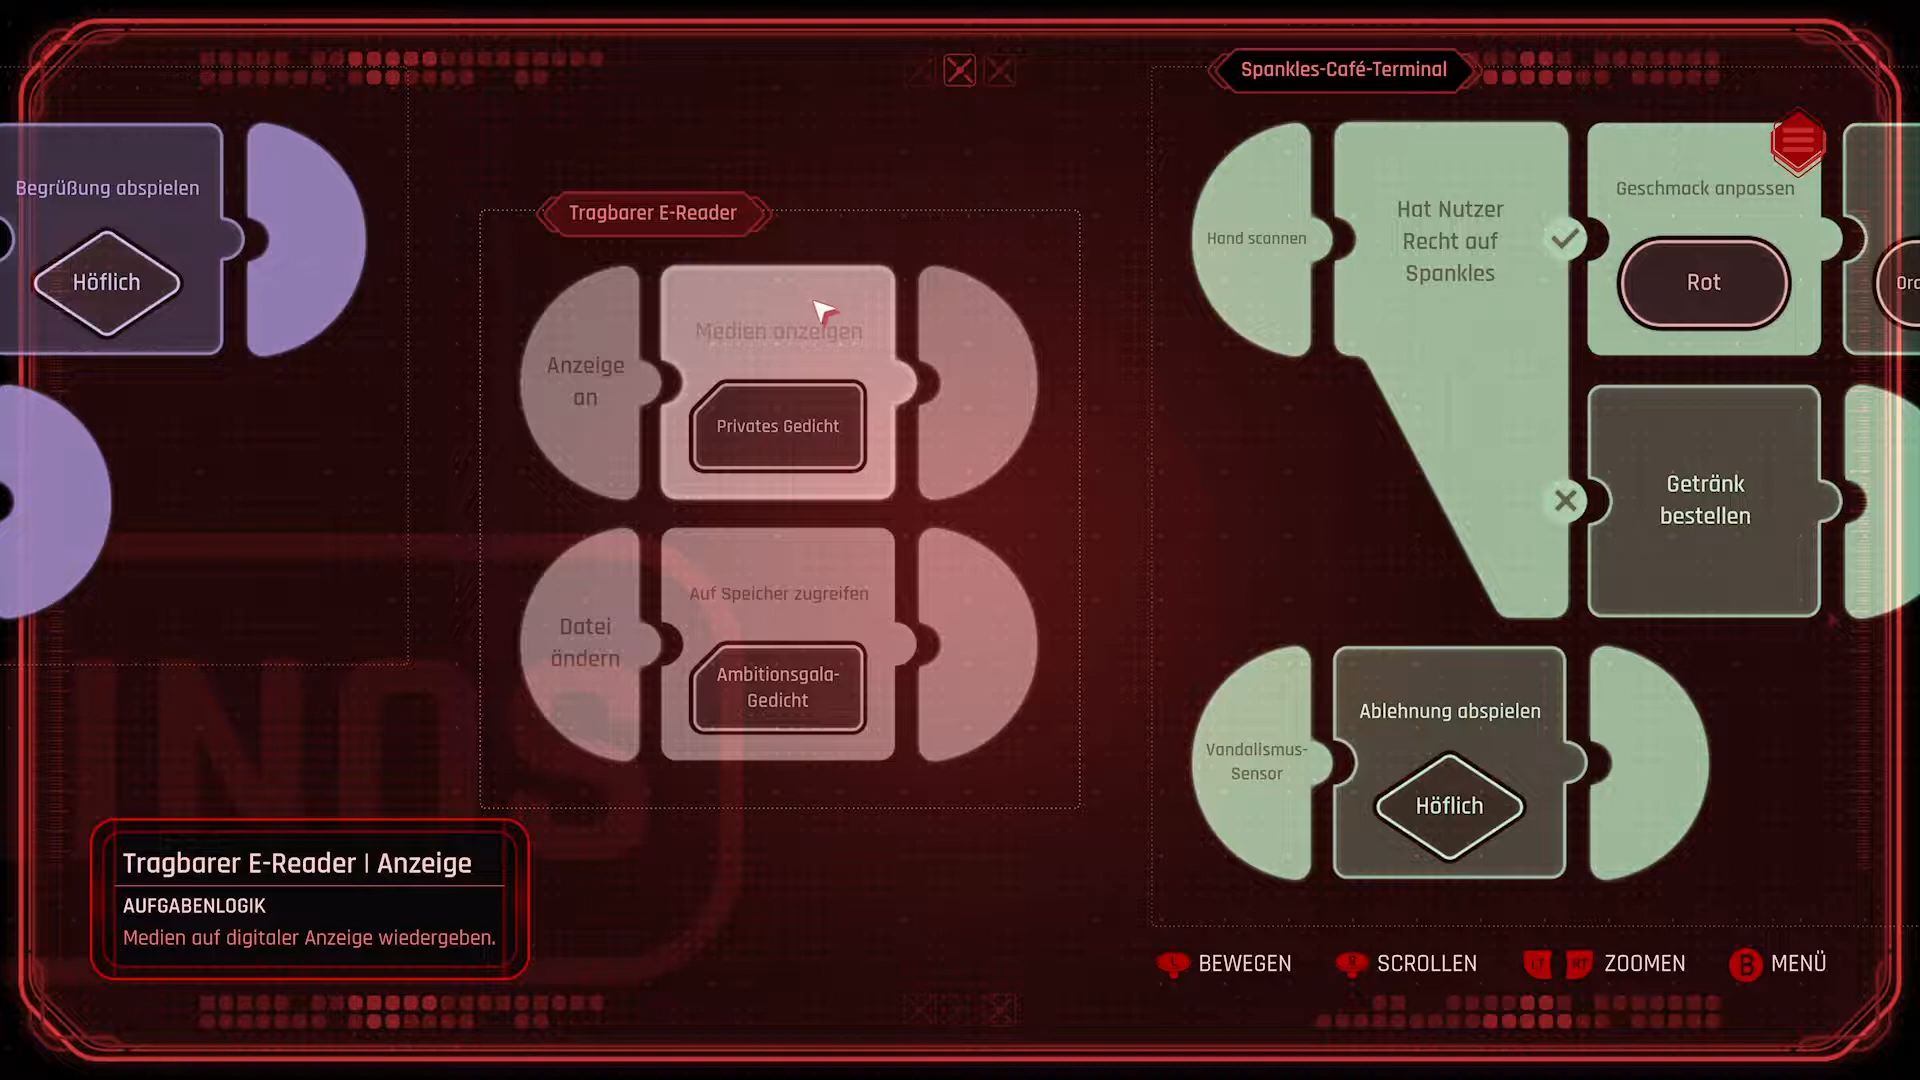 Spankles-Café-Terminal
Begrüßung abspielen
Höflich
Tragbarer E-Reader
Anzeige
an
Medien anzeigen
Privates Gedicht
Datei
ändern
Auf Speicher zugreifen
Ambitionsgala-
Gedicht
Hand scannen
Hat Nutzer
Recht auf
Spankles
Geschmack anpassen
Rot
Getränk
bestellen
Vandalismus-
Sensor
Ablehnung abspielen
Höflich
Tragbarer E-Reader | Anzeige
AUFGABENLOGIK
Medien auf digitaler Anzeige wiedergeben.
L BEWEGEN
R SCROLLEN
LT RT ZOOMEN
B MENÜ